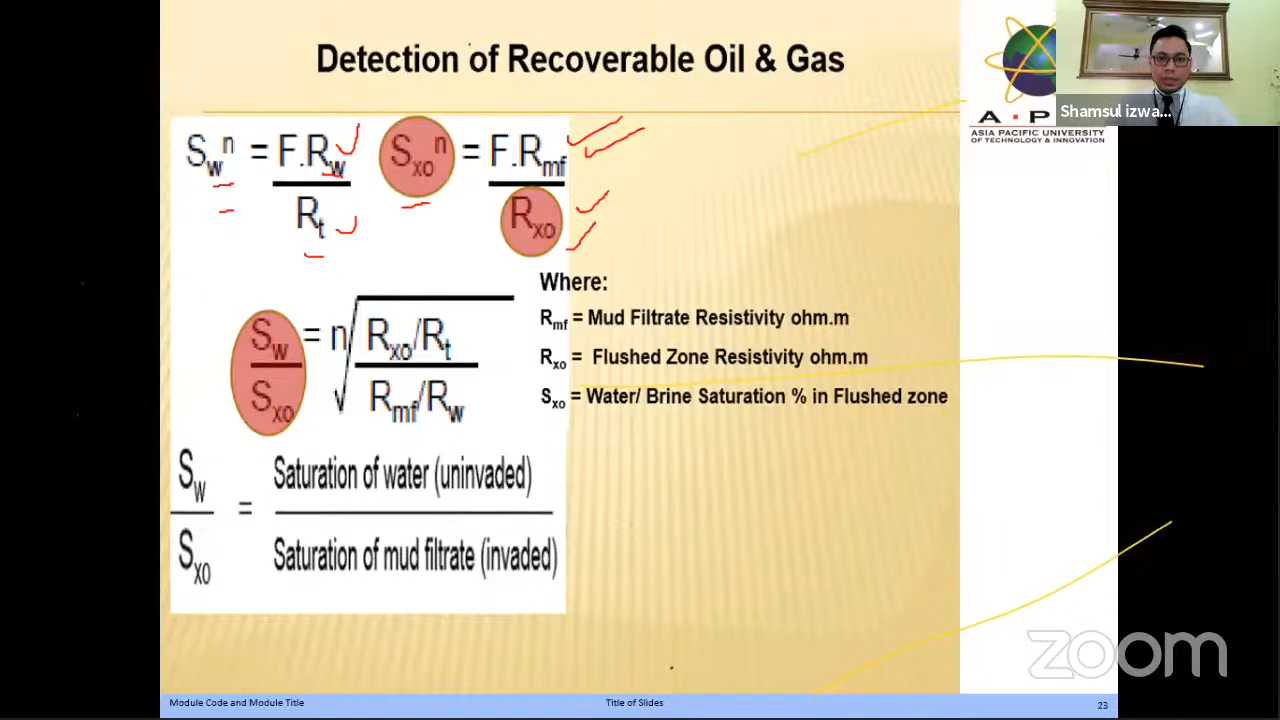 Detection of Recoverable Oil & Gas
Shamsul izwa...
A · P
ASIA PACIFIC UNIVERSITY
OF TECHNOLOGY & INNOVATION
Swⁿ = F.Rw / Rt Sxoⁿ = F.Rmf / Rxo
Where:
Rmf = Mud Filtrate Resistivity ohm.m
Sw / Sxo = n√ Rxo/Rt / Rmf/Rw
Rxo = Flushed Zone Resistivity ohm.m
Sxo = Water/ Brine Saturation % in Flushed zone
Sw / Sxo = Saturation of water (uninvaded) / Saturation of mud filtrate (invaded)
zoom
Module Code and Module Title
Title of Slides
23